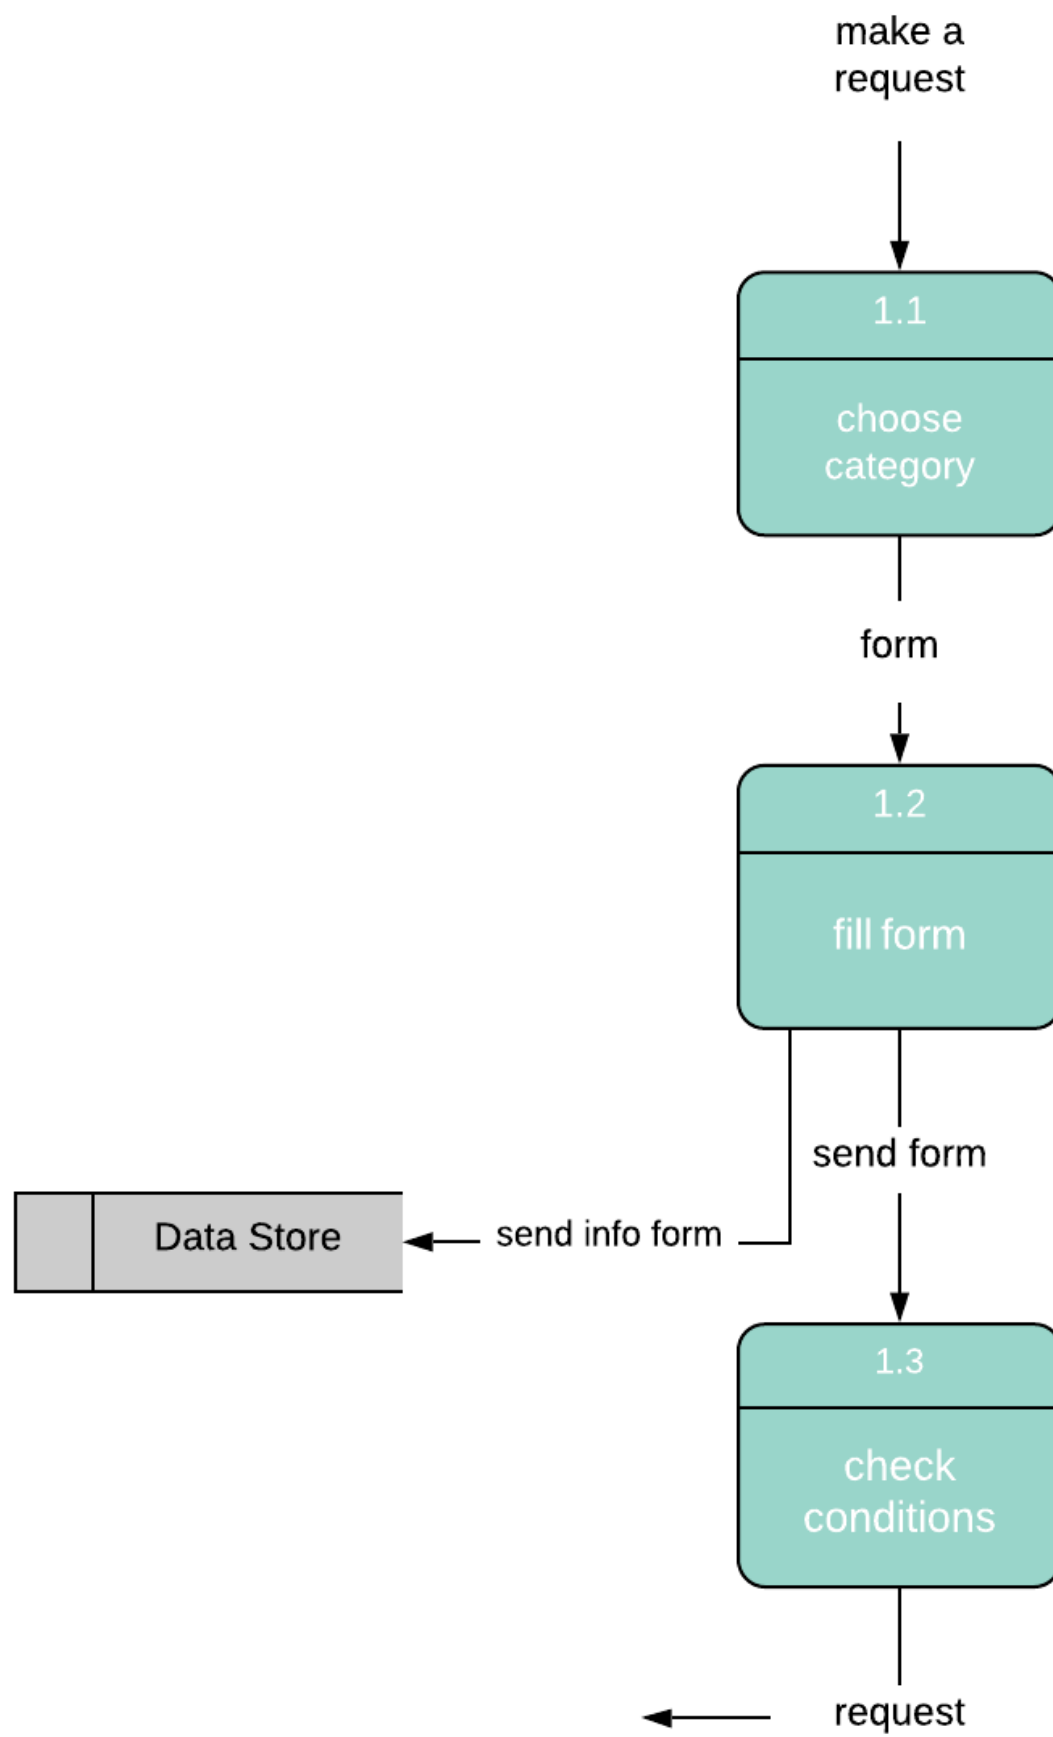 make a
request
1.1
choose
category
form
1.2
fill form
send form
Data Store
send info form
1.3
check
conditions
request